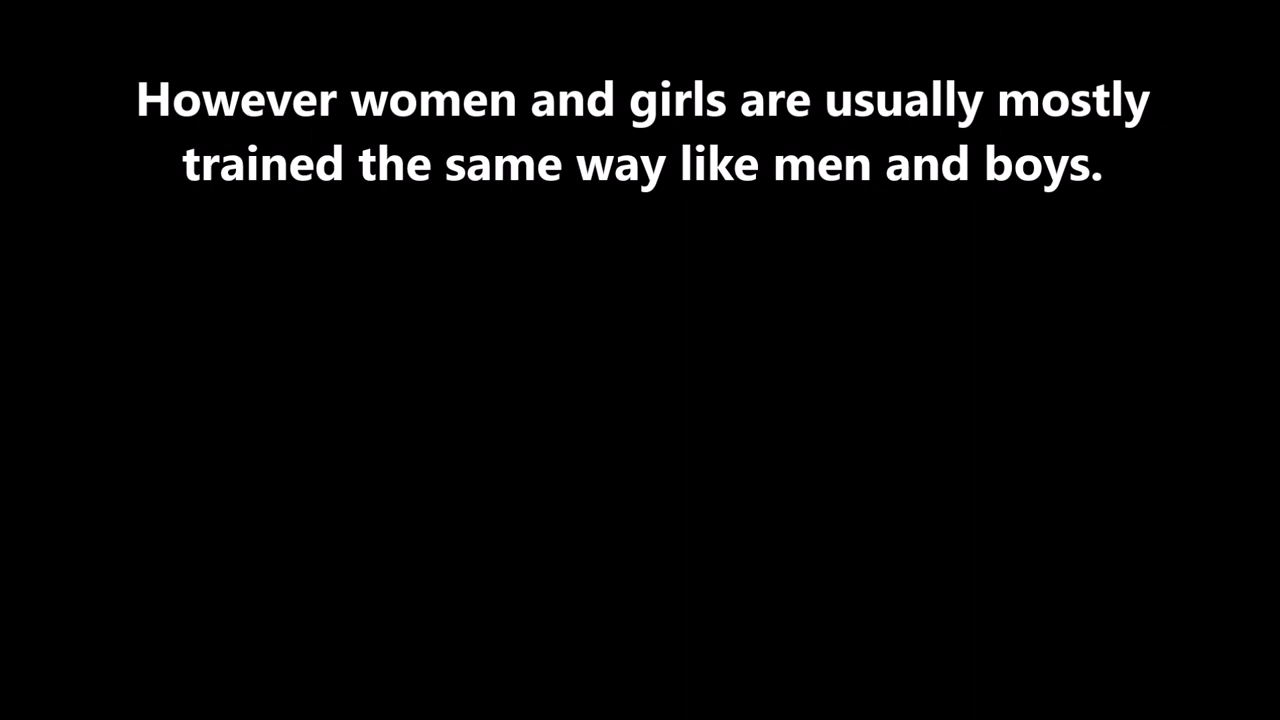 However women and girls are usually mostly
trained the same way like men and boys.